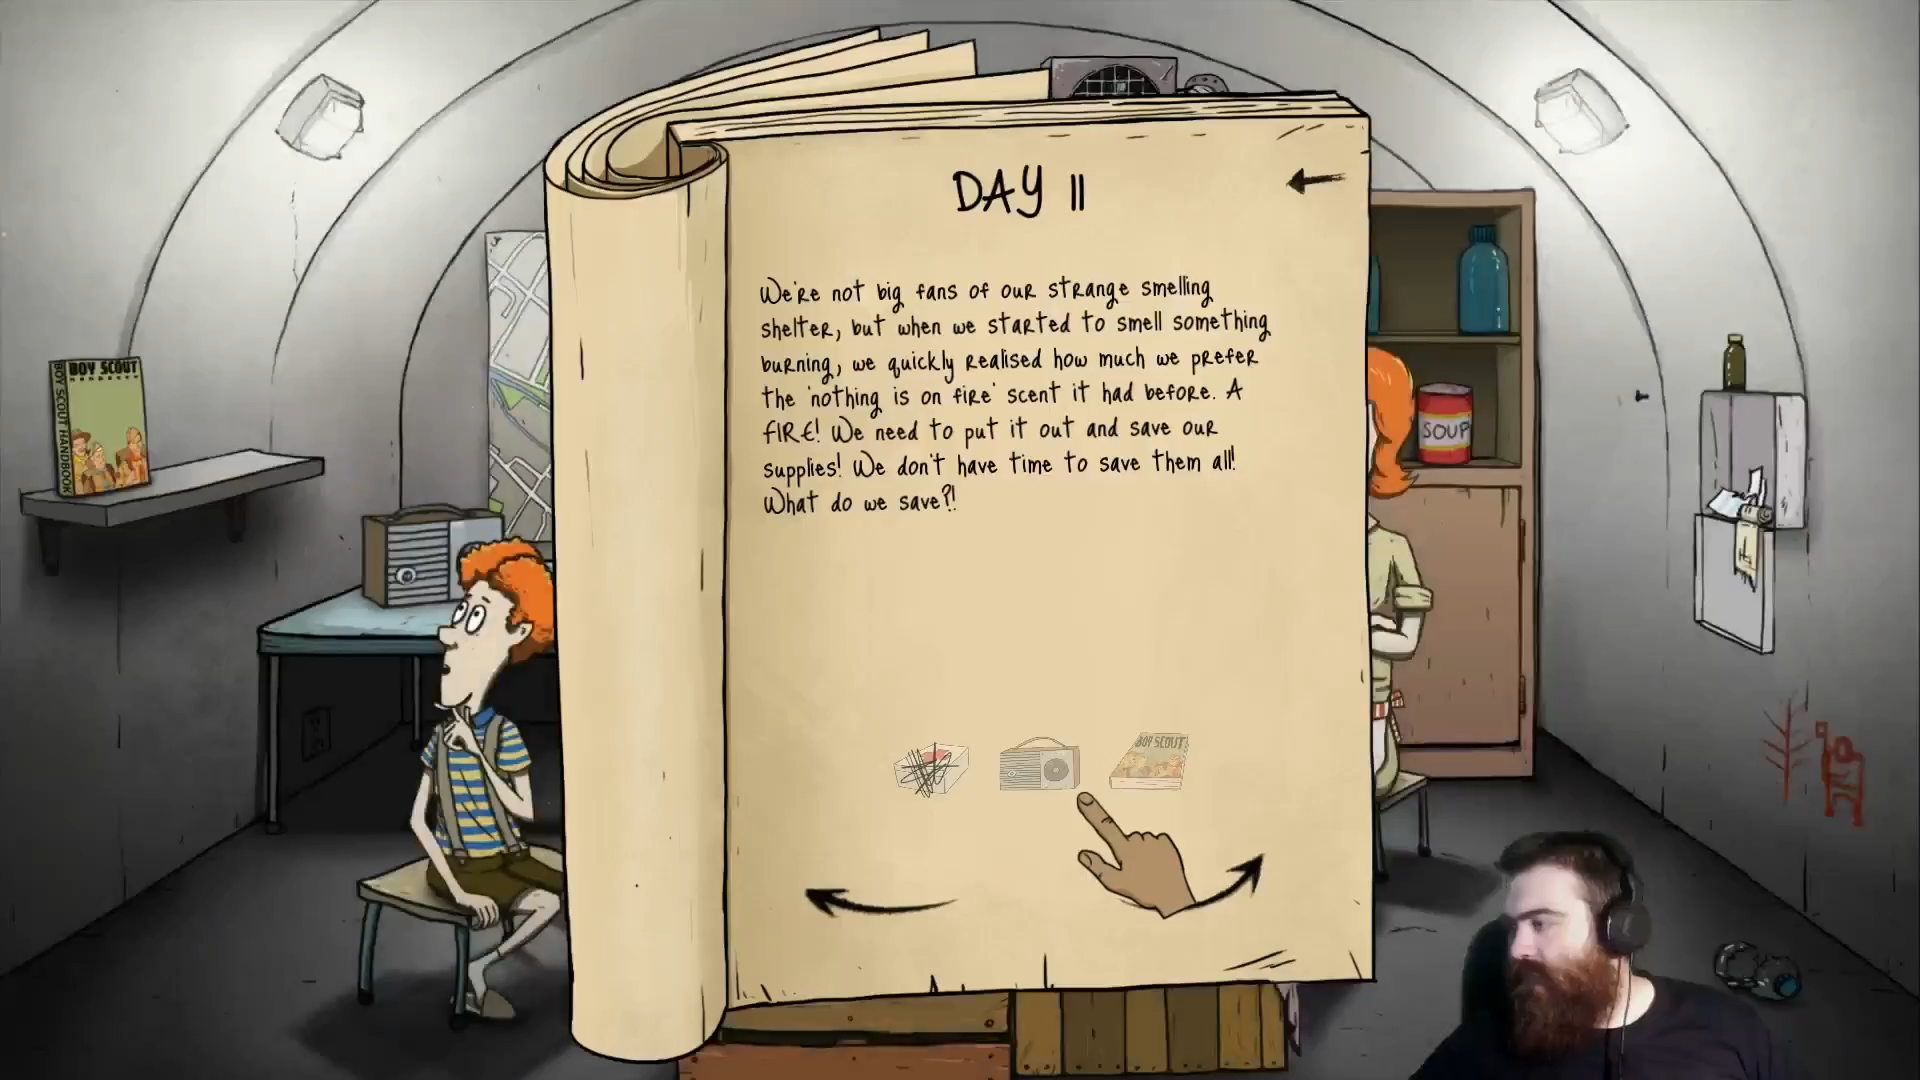 DAY 11
We're not big fans of our strange smelling
shelter, but when we started to smell something
burning, we quickly realised how much we prefer
the 'nothing is on fire' scent it had before. A
FIRE! We need to put it out and save our
supplies! We don't have time to save them all!
What do we save?!
BOY SCOUT
BOY SCOUT HANDBOOK
SOUP
BOY SCOUT